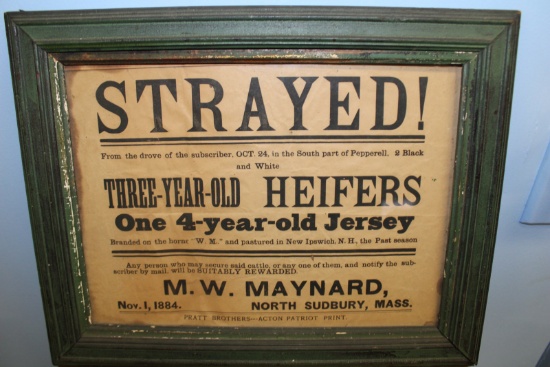 STRAYED!
From the drove of the subscriber, OCT. 24, in the South part of Pepperell, 2 Black
and White
THREE-YEAR-OLD HEIFERS
One 4-year-old Jersey
Branded on the horns "W. M." and pastured in New Ipswich, N. H., the Past season
Any person who may secure said cattle, or any one of them, and notify the sub-
scriber by mail, will be SUITABLY REWARDED.
M. W. MAYNARD,
Nov. 1, 1884. NORTH SUDBURY, MASS.
PRATT BROTHERS—ACTON PATRIOT PRINT.